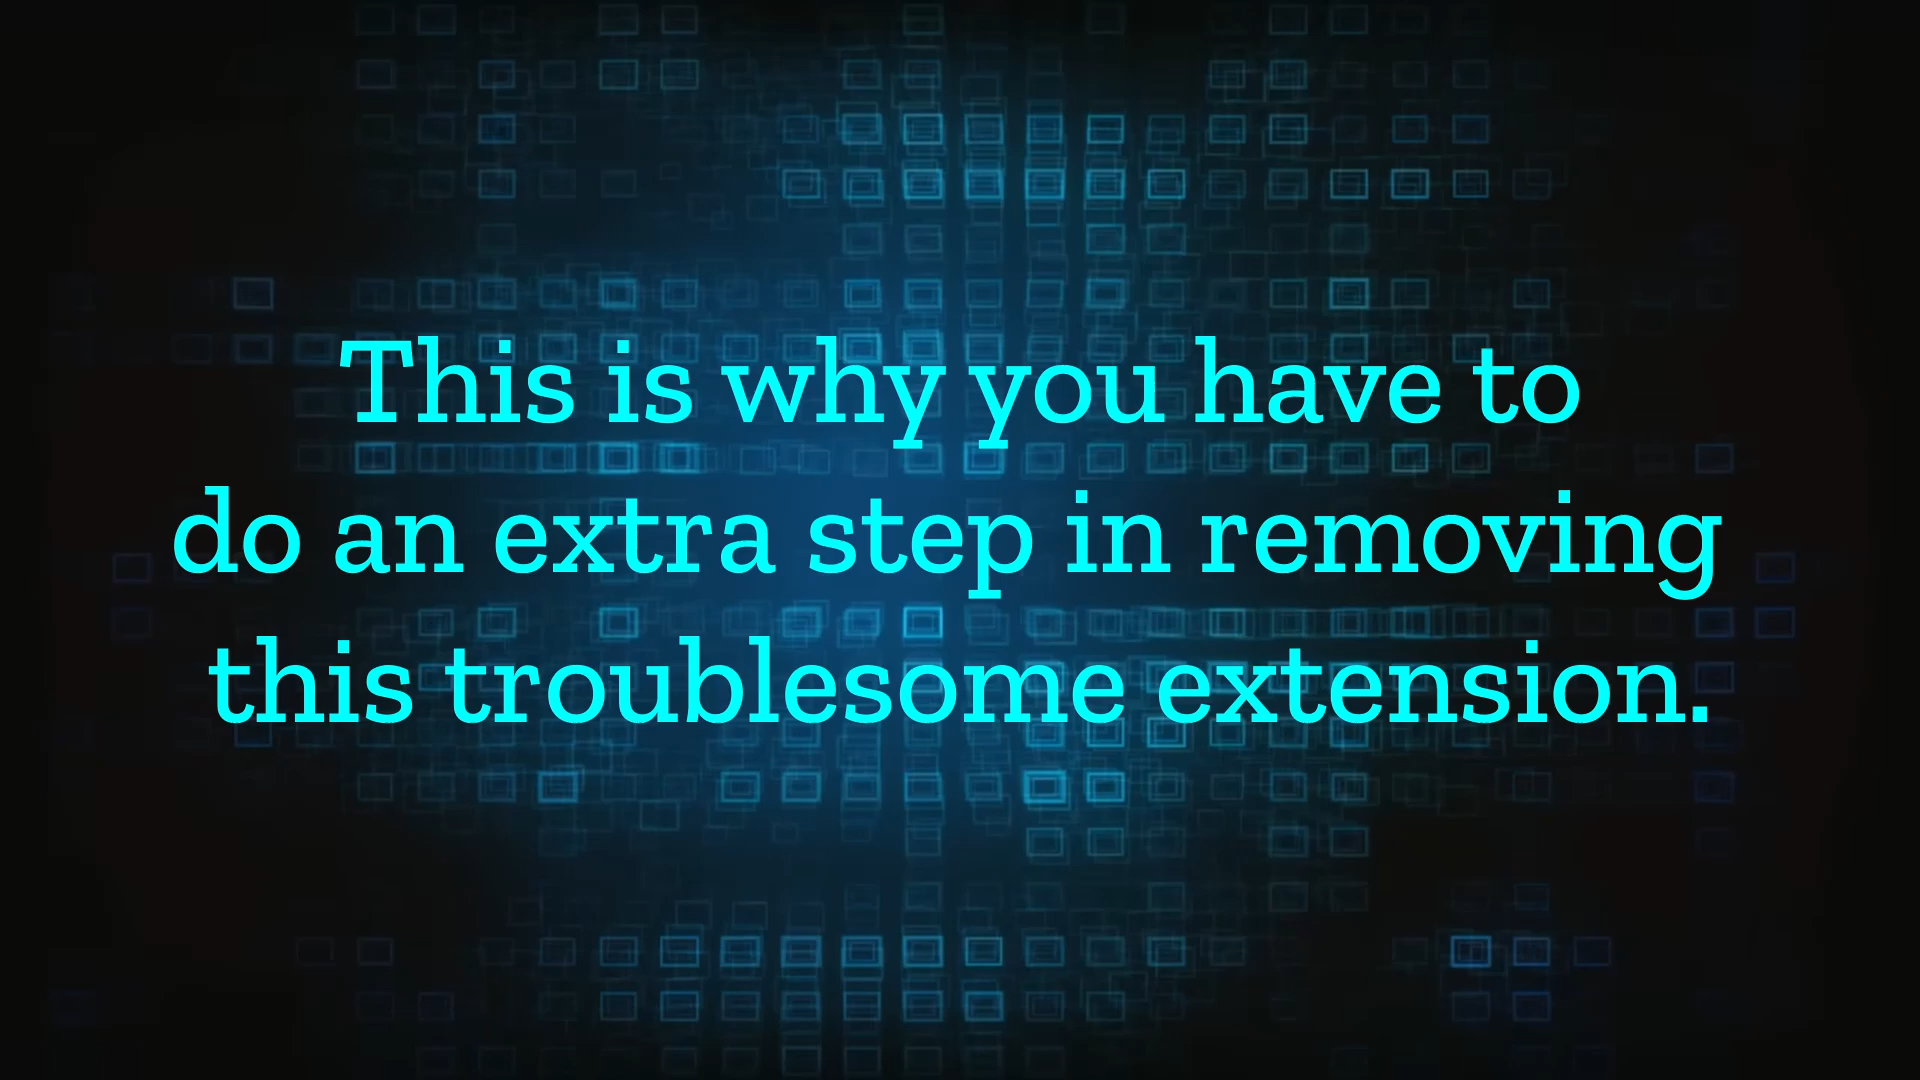 This is why you have to
do an extra step in removing
this troublesome extension.